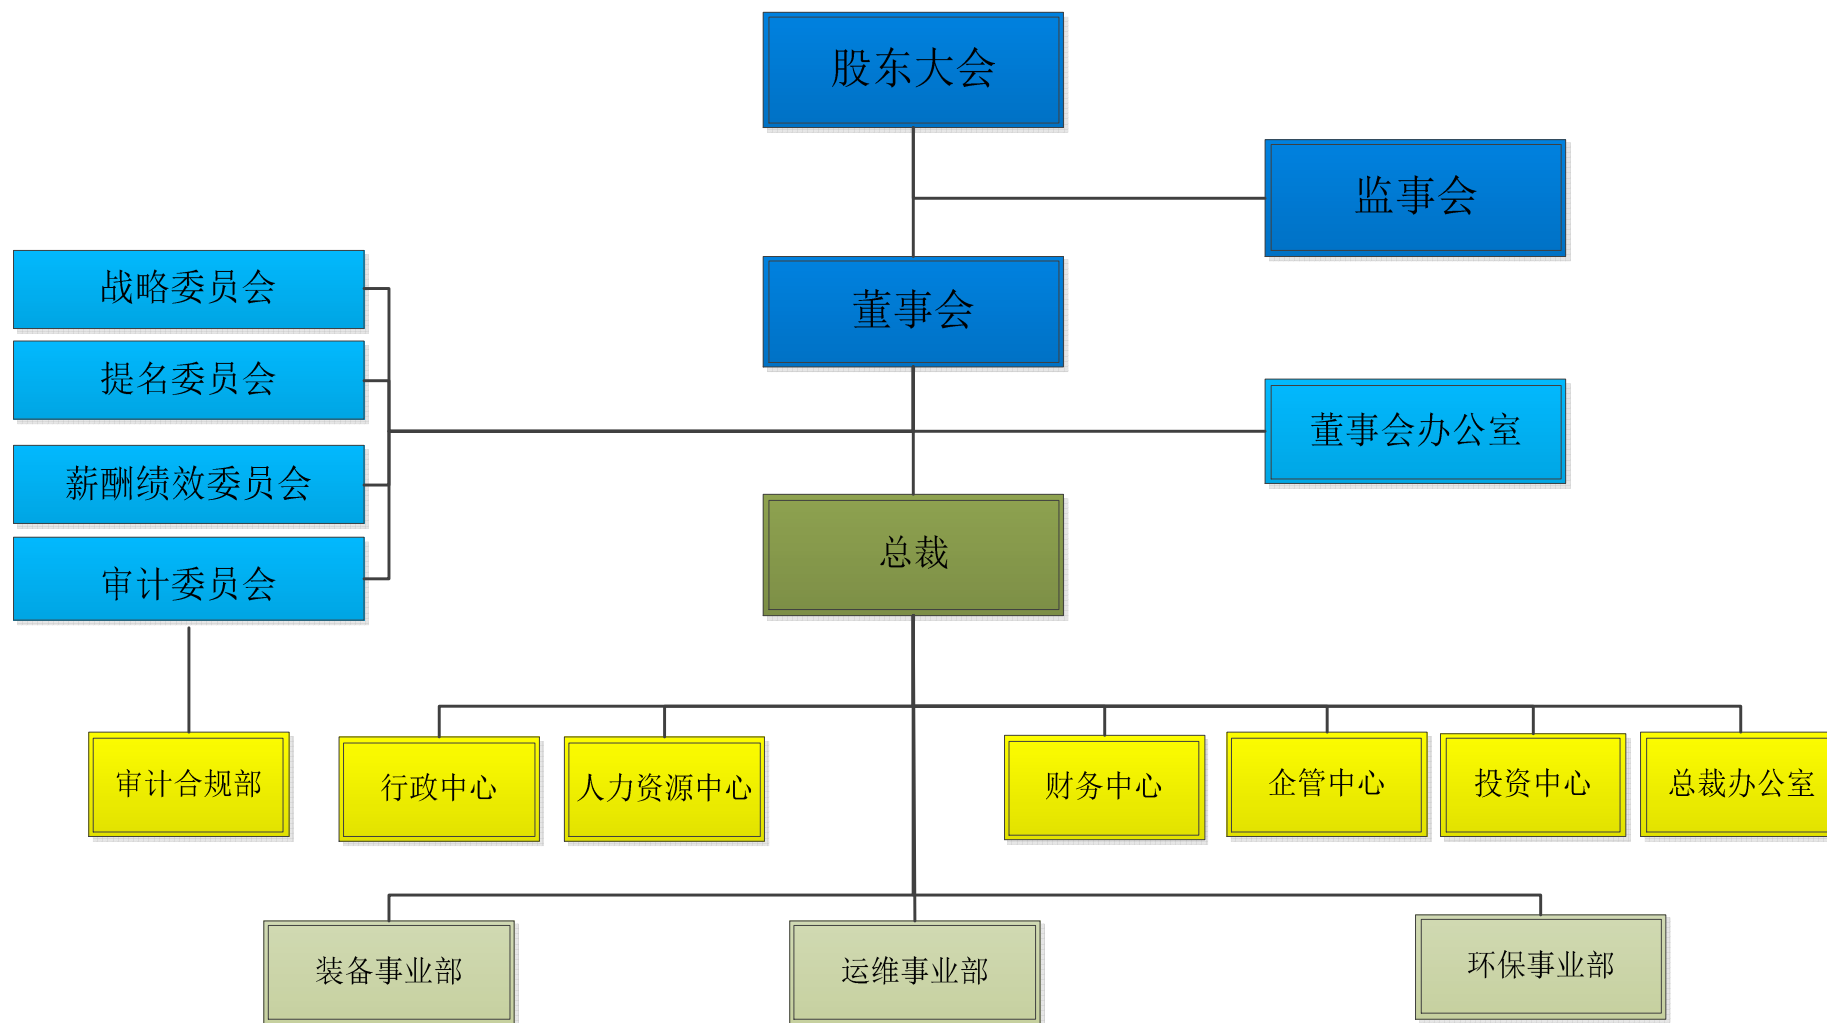 股东大会
监事会
董事会
战略委员会
提名委员会
薪酬绩效委员会
审计委员会
董事会办公室
总裁
审计合规部
行政中心
人力资源中心
财务中心
企管中心
投资中心
总裁办公室
装备事业部
运维事业部
环保事业部